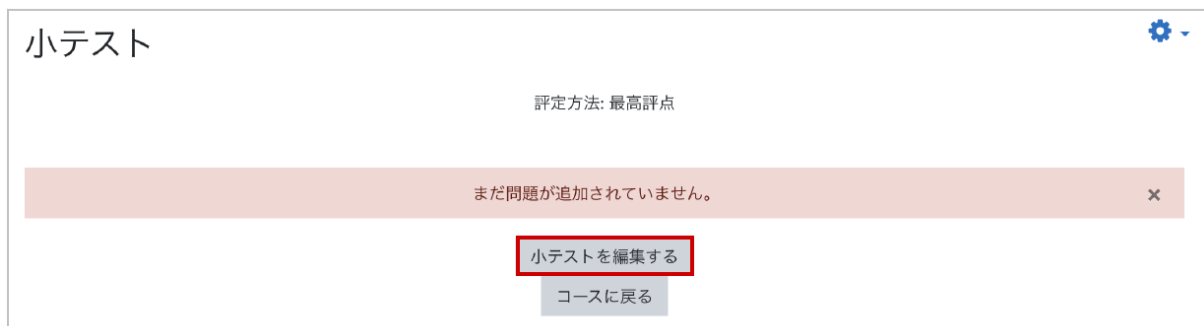 小テスト
評定方法: 最高評点
まだ問題が追加されていません。
×
小テストを編集する
コースに戻る